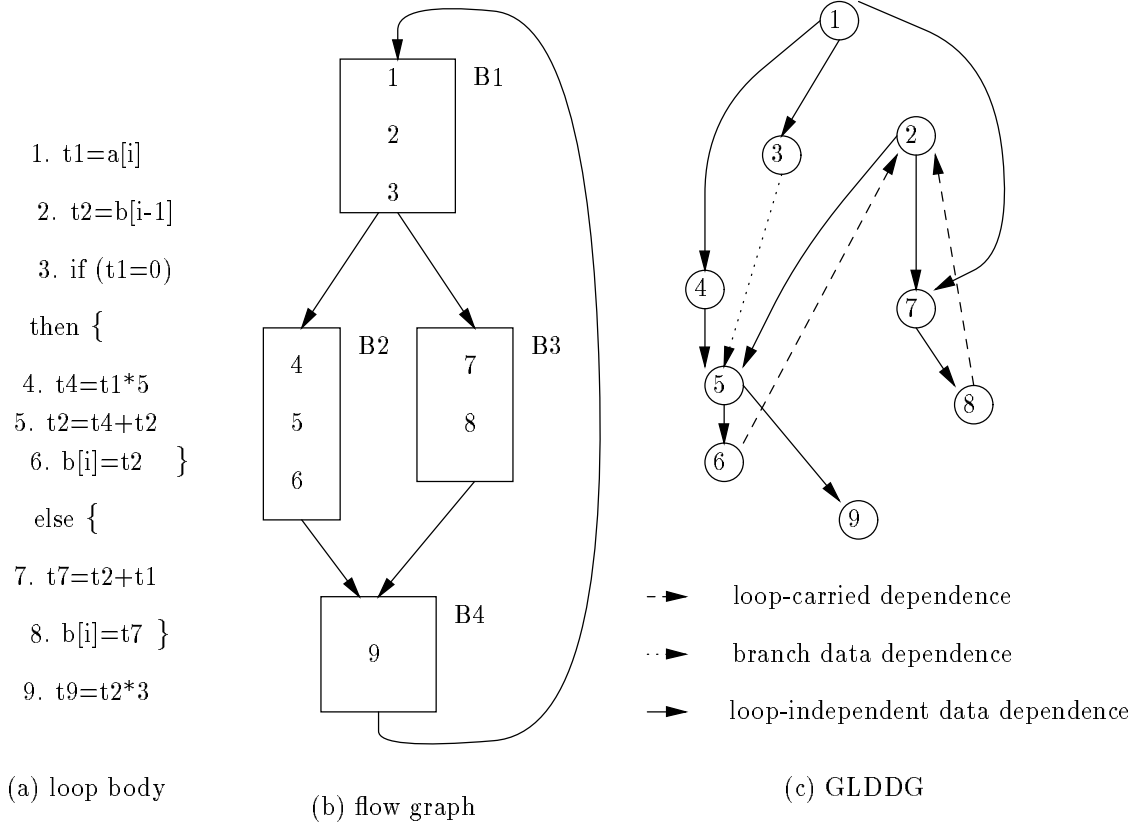 1. t1=a[i]
2. t2=b[i-1]
3. if (t1=0)
then {
4. t4=t1*5
5. t2=t4+t2
6. b[i]=t2 }
else {
7. t7=t2+t1
8. b[i]=t7 }
9. t9=t2*3
(a) loop body
B1
1
2
3
B2
4
5
6
B3
7
8
B4
9
(b) flow graph
1
2
3
4
7
5
8
6
9
loop-carried dependence
branch data dependence
loop-independent data dependence
(c) GLDDG